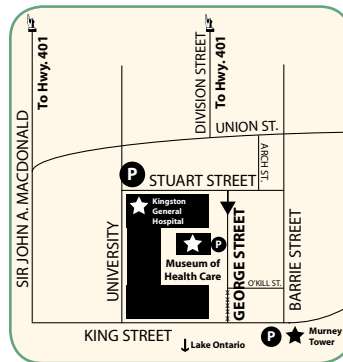 To Hwy. 401
DIVISION STREET
To Hwy. 401
UNION ST.
ARCH ST.
SIR JOHN A. MACDONALD
P
STUART STREET
Kingston
General
Hospital
P
Museum of
Health Care
UNIVERSITY
GEORGE STREET
O'KILL ST.
BARRIE STREET
KING STREET
Lake Ontario
P
Murney
Tower